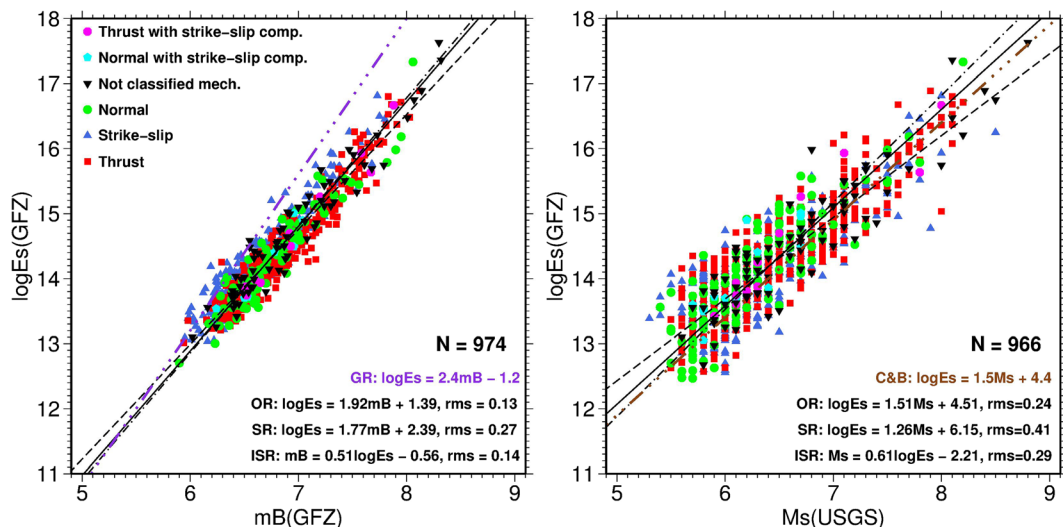 18
17
16
15
14
13
12
11
logEs(GFZ)
Thrust with strike-slip comp.
Normal with strike-slip comp.
Not classified mech.
Normal
Strike-slip
Thrust
N = 974
GR: logEs = 2.4mB − 1.2
OR: logEs = 1.92mB + 1.39, rms = 0.13
SR: logEs = 1.77mB + 2.39, rms = 0.27
ISR: mB = 0.51logEs − 0.56, rms = 0.14
5 6 7 8 9
mB(GFZ)
18
17
16
15
14
13
12
11
logEs(GFZ)
N = 966
C&B: logEs = 1.5Ms + 4.4
OR: logEs = 1.51Ms + 4.51, rms=0.24
SR: logEs = 1.26Ms + 6.15, rms=0.41
ISR: Ms = 0.61logEs − 2.21, rms=0.29
5 6 7 8 9
Ms(USGS)